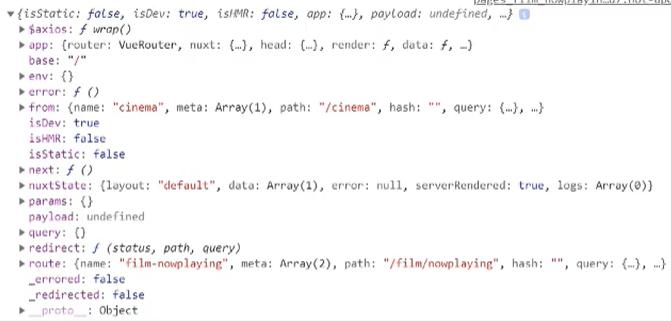 ▼{isStatic: false, isDev: true, isHMR: false, app: {…}, payload: undefined, …}
▶$axios: ƒ wrap()
▶app: {router: VueRouter, nuxt: {…}, head: {…}, render: ƒ, data: ƒ, …}
base: "/"
▶env: {}
▶error: ƒ ()
▶from: {name: "cinema", meta: Array(1), path: "/cinema", hash: "", query: {…}, …}
isDev: true
isHMR: false
isStatic: false
▶next: ƒ ()
▶nuxtState: {layout: "default", data: Array(1), error: null, serverRendered: true, logs: Array(0)}
▶params: {}
payload: undefined
▶query: {}
▶redirect: ƒ (status, path, query)
▶route: {name: "film-nowplaying", meta: Array(2), path: "/film/nowplaying", hash: "", query: {…}, …}
_errored: false
_redirected: false
▶__proto__: Object